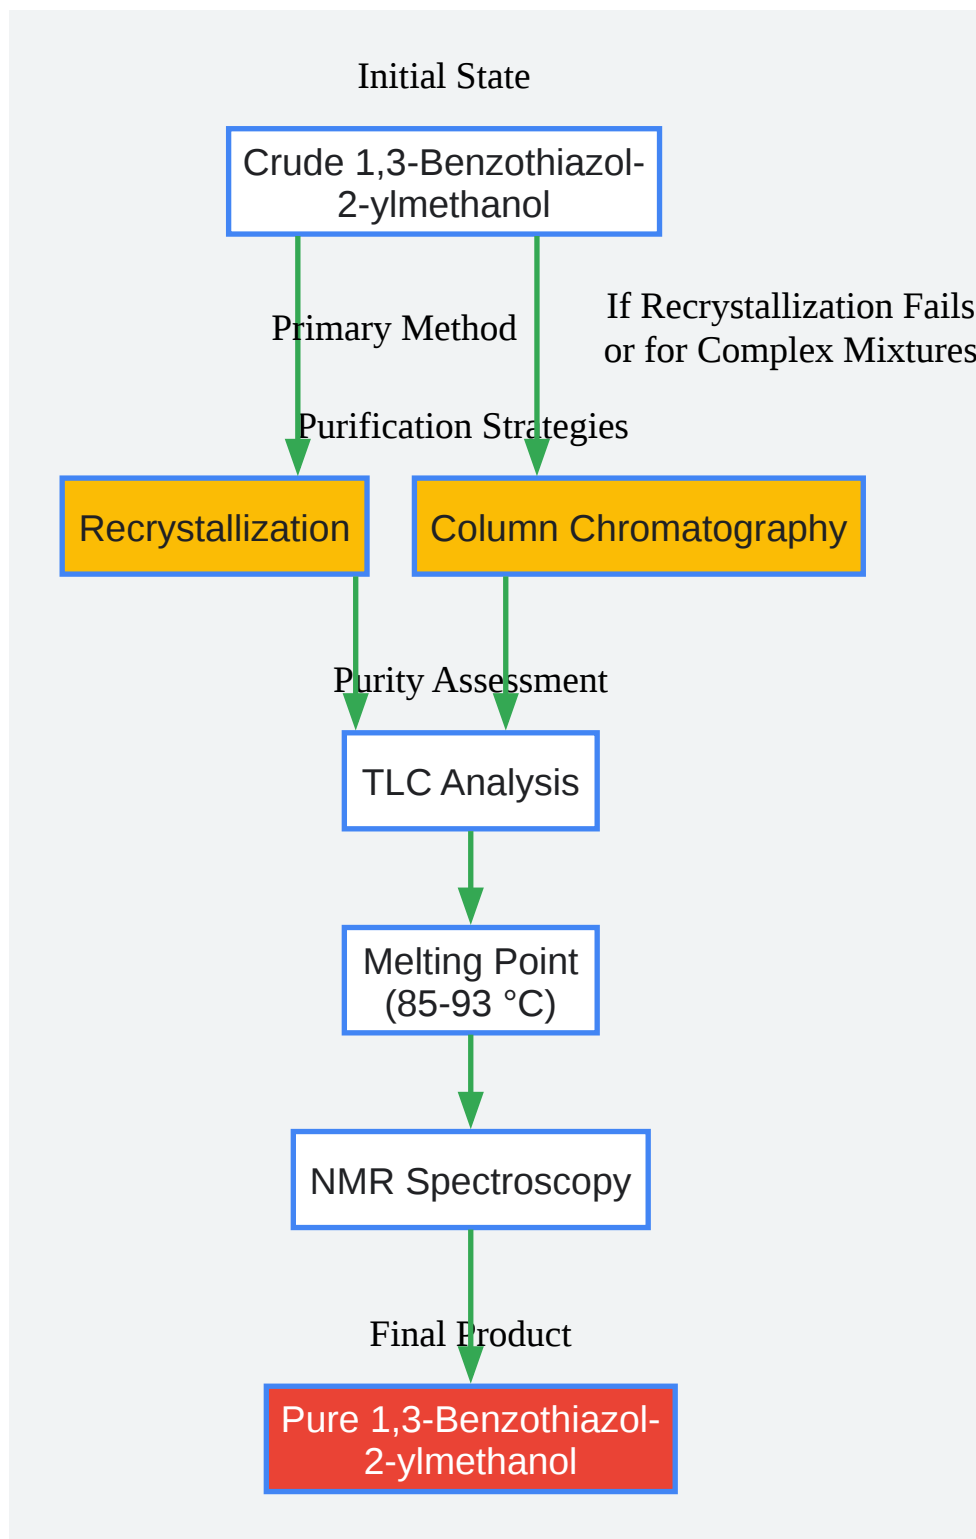 Initial State
Crude 1,3-Benzothiazol-
2-ylmethanol
Primary Method
If Recrystallization Fails
or for Complex Mixtures
Purification Strategies
Recrystallization
Column Chromatography
Purity Assessment
TLC Analysis
Melting Point
(85-93 °C)
NMR Spectroscopy
Final Product
Pure 1,3-Benzothiazol-
2-ylmethanol